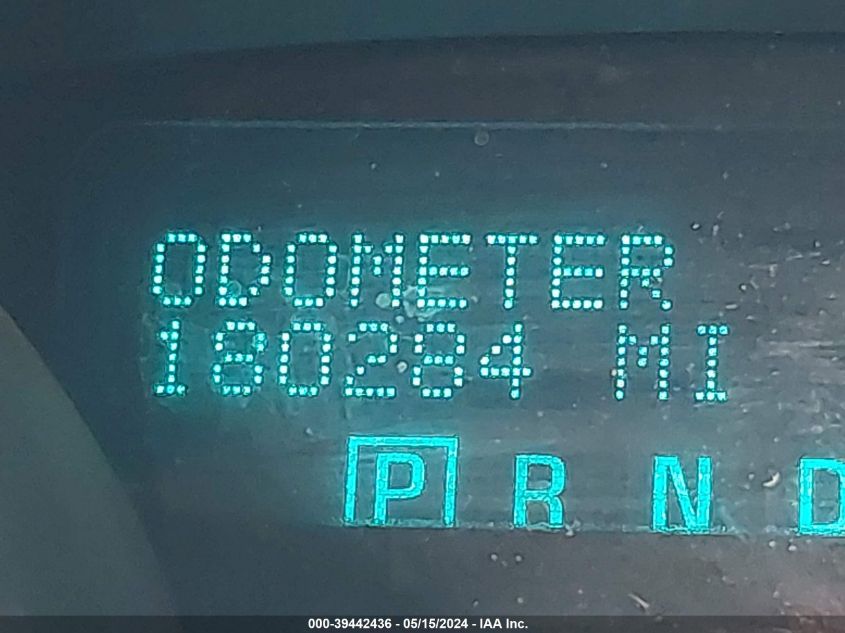 ODOMETER
180284 MI
P R N D
000-39442436 - 05/15/2024 - IAA Inc.